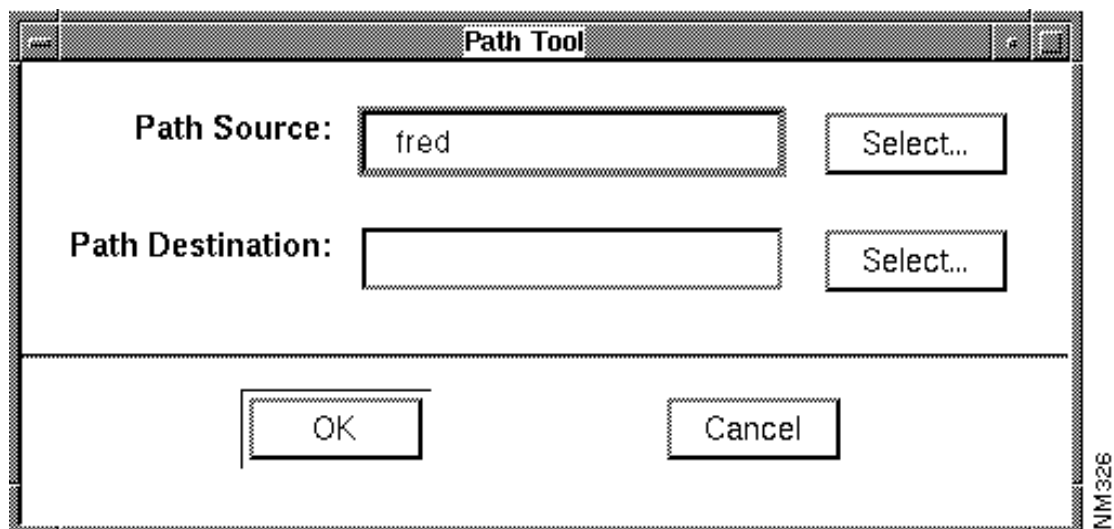 Path Tool
Path Source: fred Select...
Path Destination: Select...
OK Cancel
NM326